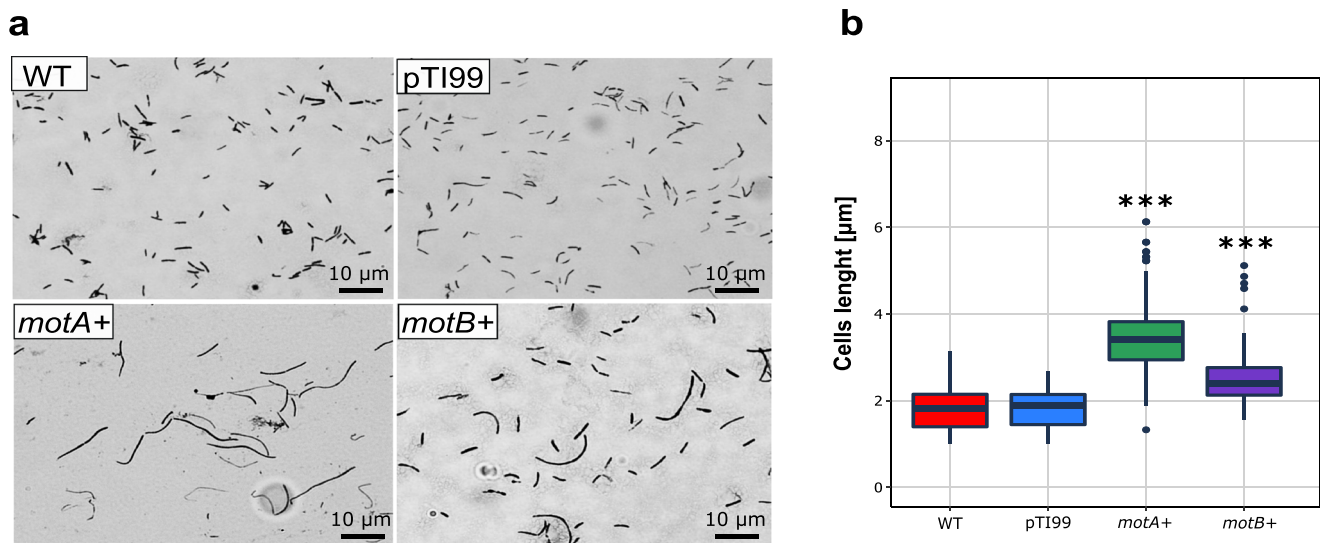 a
b
WT
pTI99
10 µm
10 µm
motA+
motB+
10 µm
10 µm
Cells lenght [µm]
8
6
4
2
0
***
***
WT
pTI99
motA+
motB+